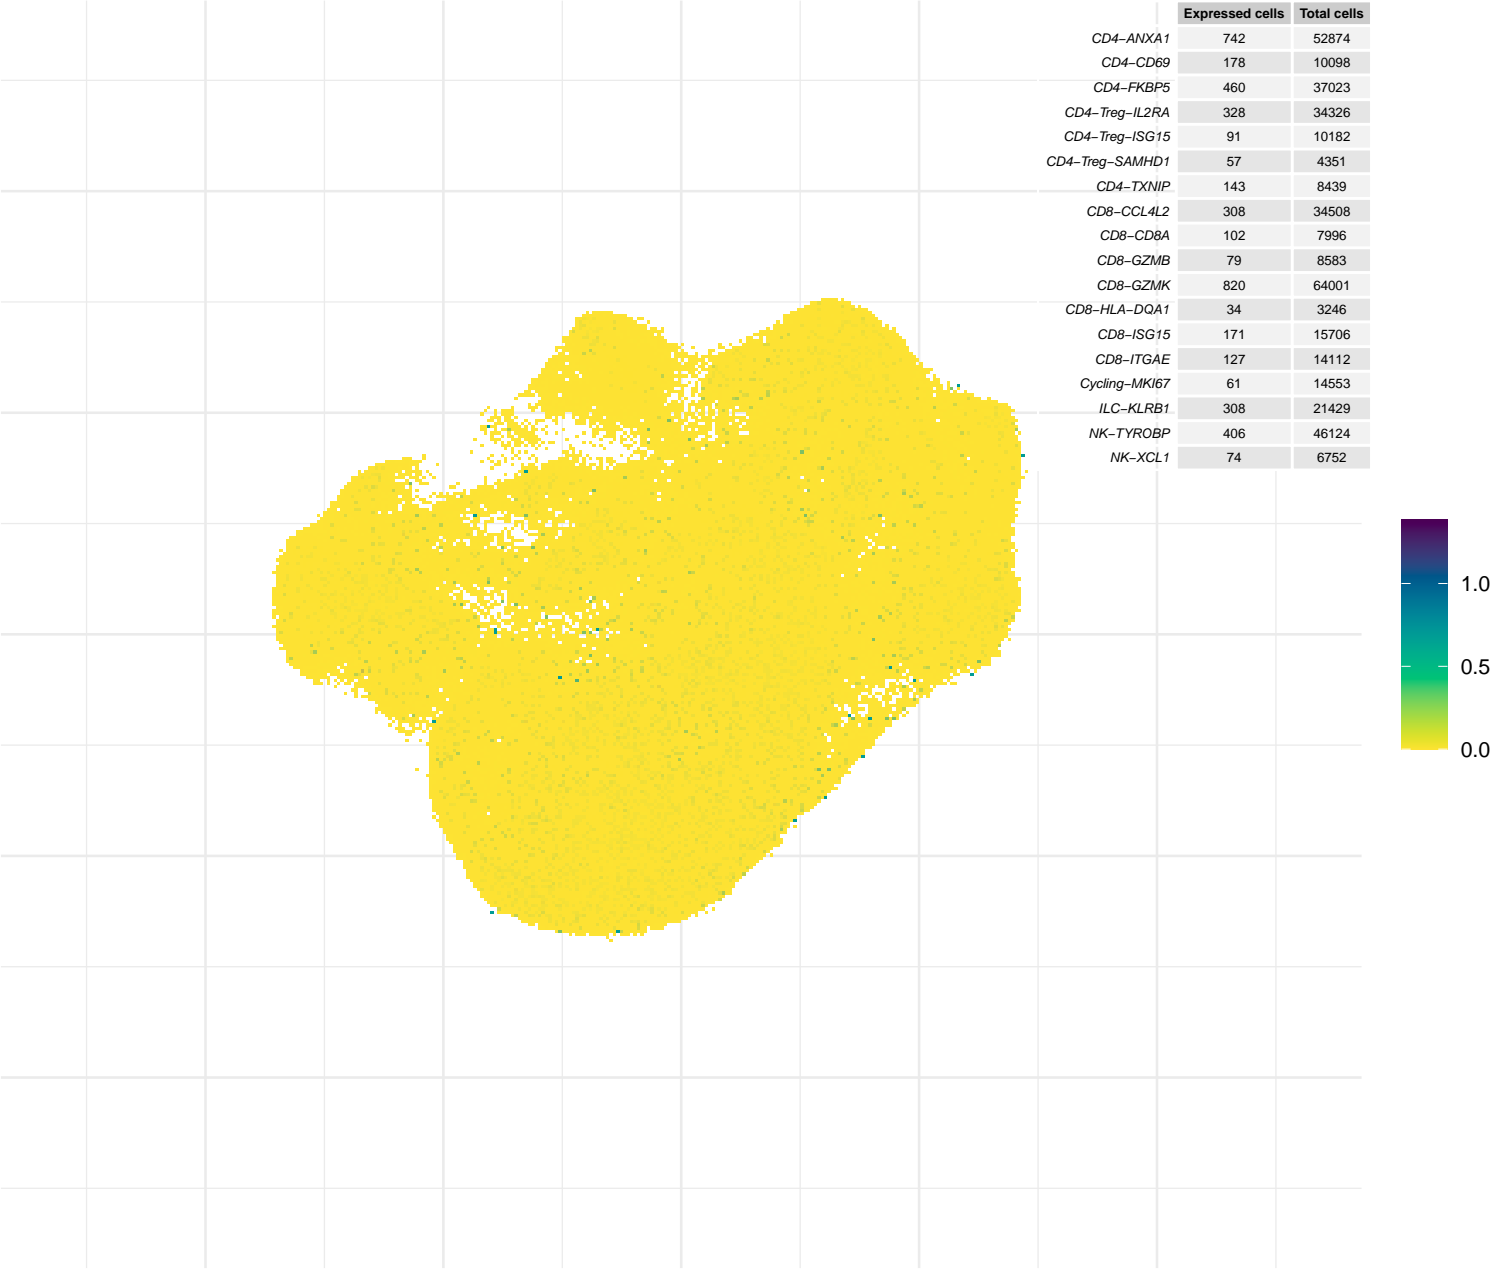 Expressed cells Total cells
CD4−ANXA1 742 52874
CD4−CD69 178 10098
CD4−FKBP5 460 37023
CD4−Treg−IL2RA 328 34326
CD4−Treg−ISG15 91 10182
CD4−Treg−SAMHD1 57 4351
CD4−TXNIP 143 8439
CD8−CCL4L2 308 34508
CD8−CD8A 102 7996
CD8−GZMB 79 8583
CD8−GZMK 820 64001
CD8−HLA−DQA1 34 3246
CD8−ISG15 171 15706
CD8−ITGAE 127 14112
Cycling−MKI67 61 14553
ILC−KLRB1 308 21429
NK−TYROBP 406 46124
NK−XCL1 74 6752
1.0
0.5
0.0